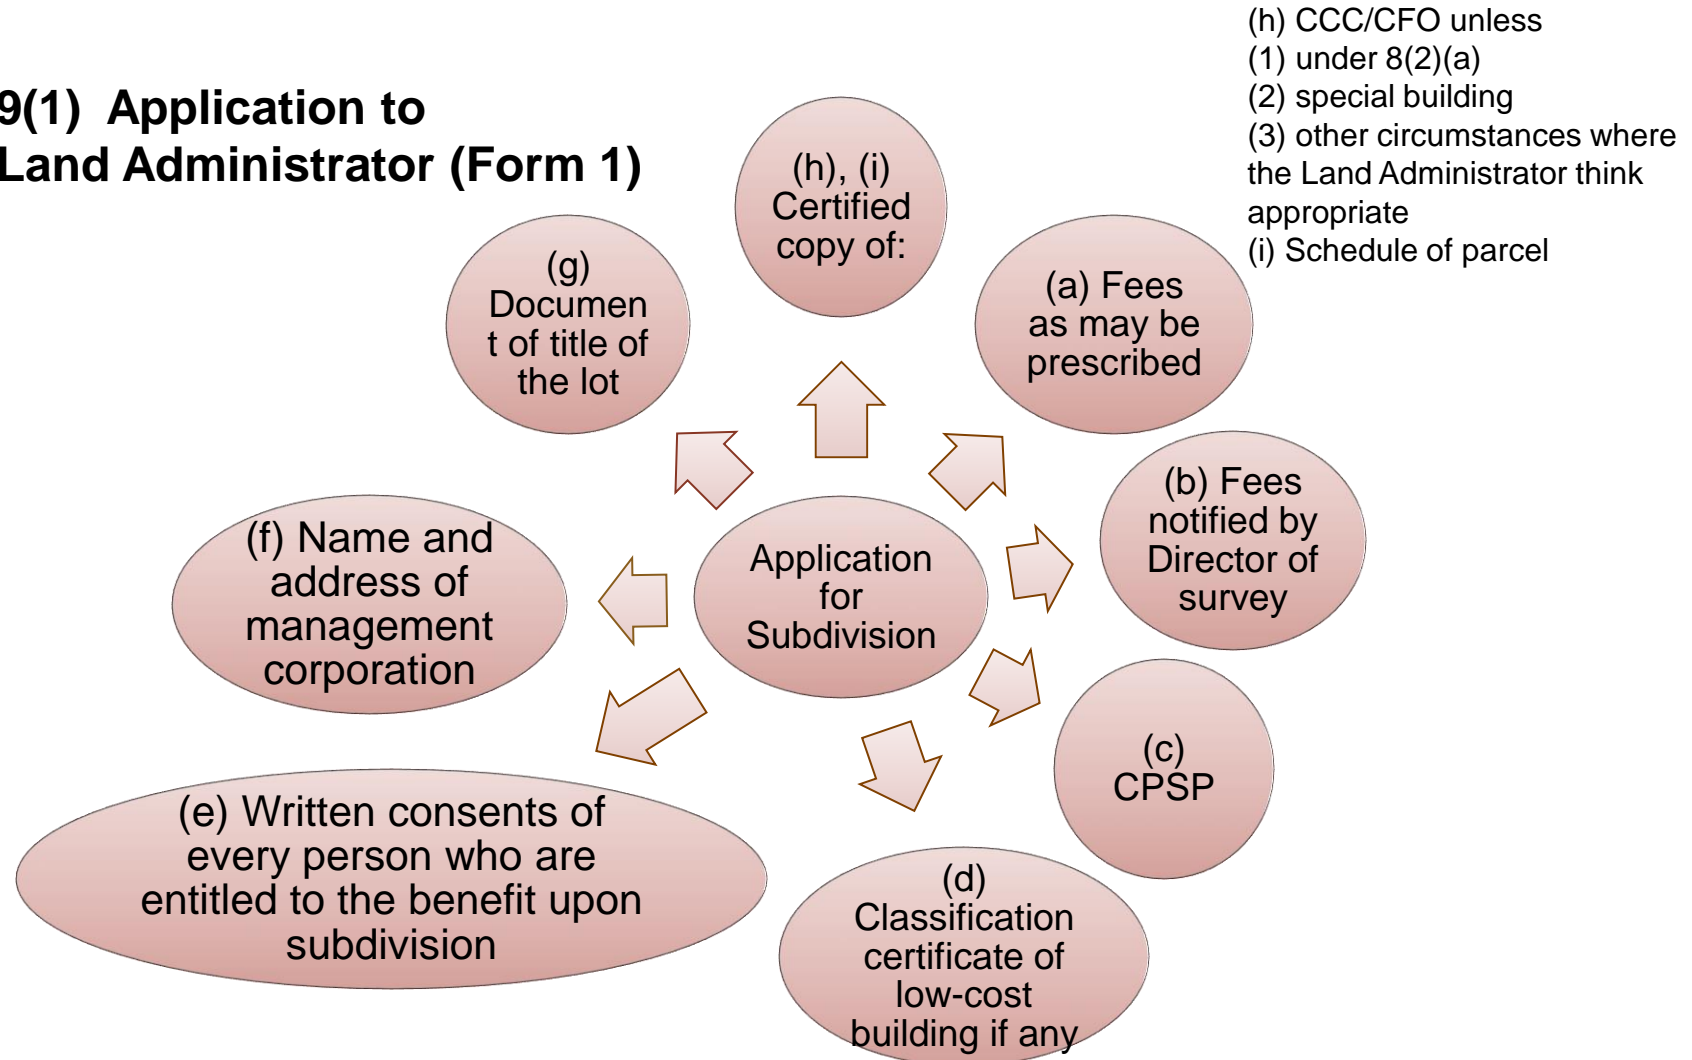 9(1) Application to
Land Administrator (Form 1)
(h) CCC/CFO unless
(1) under 8(2)(a)
(2) special building
(3) other circumstances where
the Land Administrator think
appropriate
(i) Schedule of parcel
(h), (i)
Certified
copy of:
(a) Fees
as may be
prescribed
(b) Fees
notified by
Director of
survey
(c)
CPSP
(d)
Classification
certificate of
low-cost
building if any
(e) Written consents of
every person who are
entitled to the benefit upon
subdivision
(f) Name and
address of
management
corporation
(g)
Documen
t of title of
the lot
Application
for
Subdivision